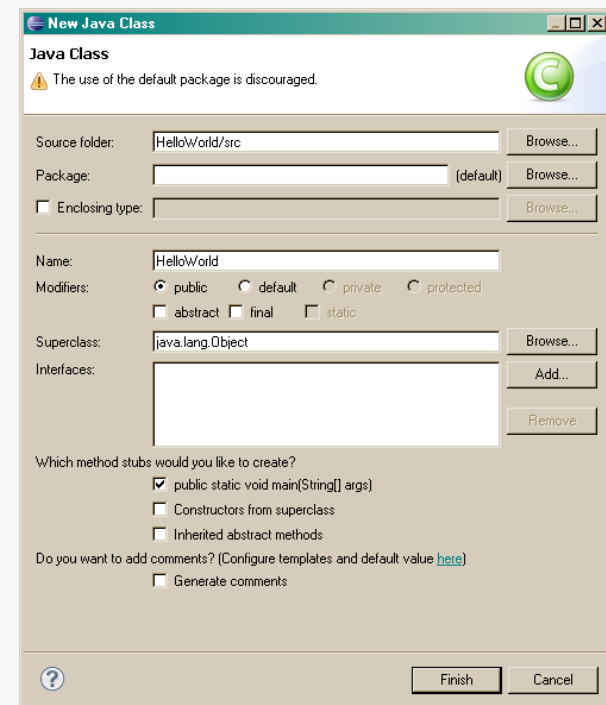 New Java Class
Java Class
The use of the default package is discouraged.
C
Source folder: HelloWorld/src Browse...
Package: (default) Browse...
Enclosing type: Browse...
Name: HelloWorld
Modifiers: public default private protected
abstract final static
Superclass: java.lang.Object Browse...
Interfaces: Add...
Remove
Which method stubs would you like to create?
public static void main(String[] args)
Constructors from superclass
Inherited abstract methods
Do you want to add comments? (Configure templates and default value here)
Generate comments
? Finish Cancel